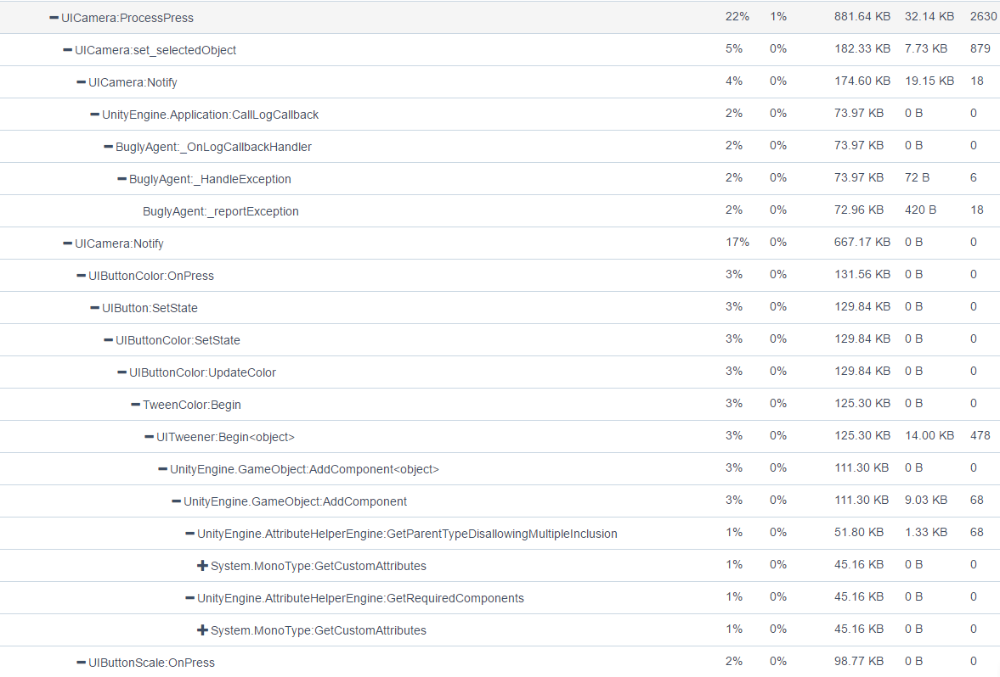 UICamera:ProcessPress 22% 1% 881.64 KB 32.14 KB 2630
UICamera:set_selectedObject 5% 0% 182.33 KB 7.73 KB 879
UICamera:Notify 4% 0% 174.60 KB 19.15 KB 18
UnityEngine.Application:CallLogCallback 2% 0% 73.97 KB 0 B 0
BuglyAgent:_OnLogCallbackHandler 2% 0% 73.97 KB 0 B 0
BuglyAgent:_HandleException 2% 0% 73.97 KB 72 B 6
BuglyAgent:_reportException 2% 0% 72.96 KB 420 B 18
UICamera:Notify 17% 0% 667.17 KB 0 B 0
UIButtonColor:OnPress 3% 0% 131.56 KB 0 B 0
UIButton:SetState 3% 0% 129.84 KB 0 B 0
UIButtonColor:SetState 3% 0% 129.84 KB 0 B 0
UIButtonColor:UpdateColor 3% 0% 129.84 KB 0 B 0
TweenColor:Begin 3% 0% 125.30 KB 0 B 0
UITweener:Begin<object> 3% 0% 125.30 KB 14.00 KB 478
UnityEngine.GameObject:AddComponent<object> 3% 0% 111.30 KB 0 B 0
UnityEngine.GameObject:AddComponent 3% 0% 111.30 KB 9.03 KB 68
UnityEngine.AttributeHelperEngine:GetParentTypeDisallowingMultipleInclusion 1% 0% 51.80 KB 1.33 KB 68
System.MonoType:GetCustomAttributes 1% 0% 45.16 KB 0 B 0
UnityEngine.AttributeHelperEngine:GetRequiredComponents 1% 0% 45.16 KB 0 B 0
System.MonoType:GetCustomAttributes 1% 0% 45.16 KB 0 B 0
UIButtonScale:OnPress 2% 0% 98.77 KB 0 B 0